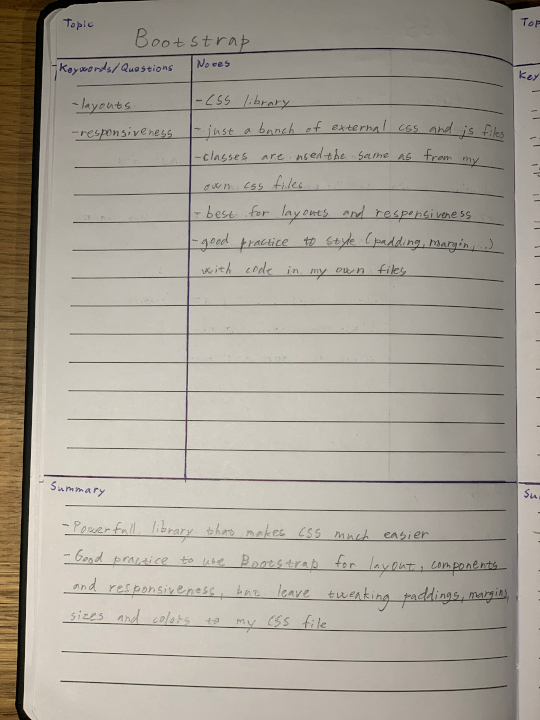 Topic
Bootstrap
Keywords/Questions
Notes
-layouts
-responsiveness
-CSS library
-just a bunch of external css and js files
-classes are used the same as from my
own css files
-best for layouts and responsiveness
-good practice to style (padding, margin,...)
with code in my own files
Summary
-Powerfull library that makes CSS much easier
-Good practice to use Bootstrap for layout, components
and responsiveness, but leave tweaking paddings, margins,
sizes and colors to my CSS file
Top
Key
Su